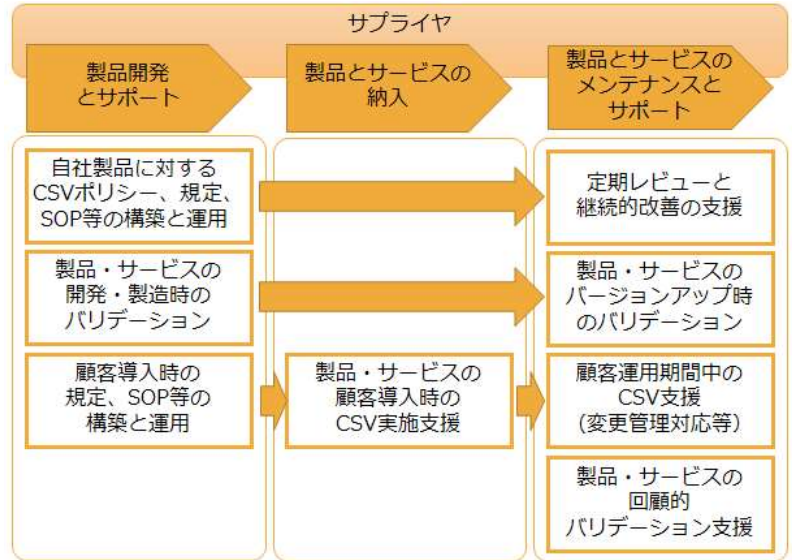 サプライヤ
製品開発
とサポート
製品とサービスの
納入
製品とサービスの
メンテナンスと
サポート
自社製品に対する
CSVポリシー、規定、
SOP等の構築と運用
定期レビューと
継続的改善の支援
製品・サービスの
開発・製造時の
バリデーション
製品・サービスの
バージョンアップ時
のバリデーション
顧客導入時の
規定、SOP等の
構築と運用
製品・サービスの
顧客導入時の
CSV実施支援
顧客運用期間中の
CSV支援
（変更管理対応等）
製品・サービスの
回顧的
バリデーション支援